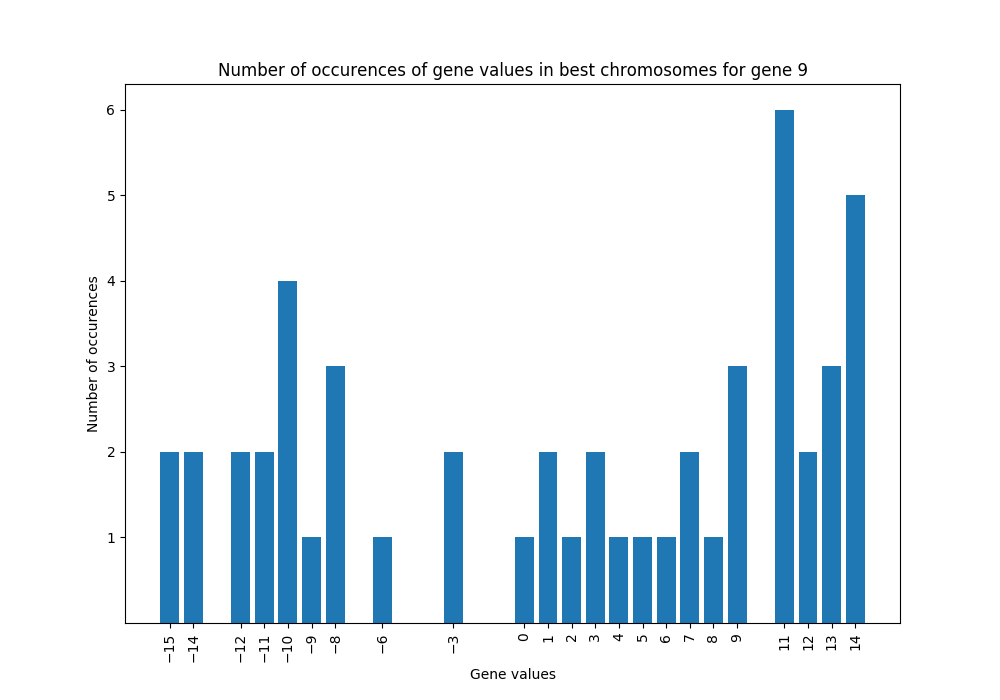 Number of occurences of gene values in best chromosomes for gene 9
Number of occurences
6
5
4
3
2
1
−15 −14 −12 −11 −10 −9 −8 −6 −3 0 1 2 3 4 5 6 7 8 9 11 12 13 14
Gene values